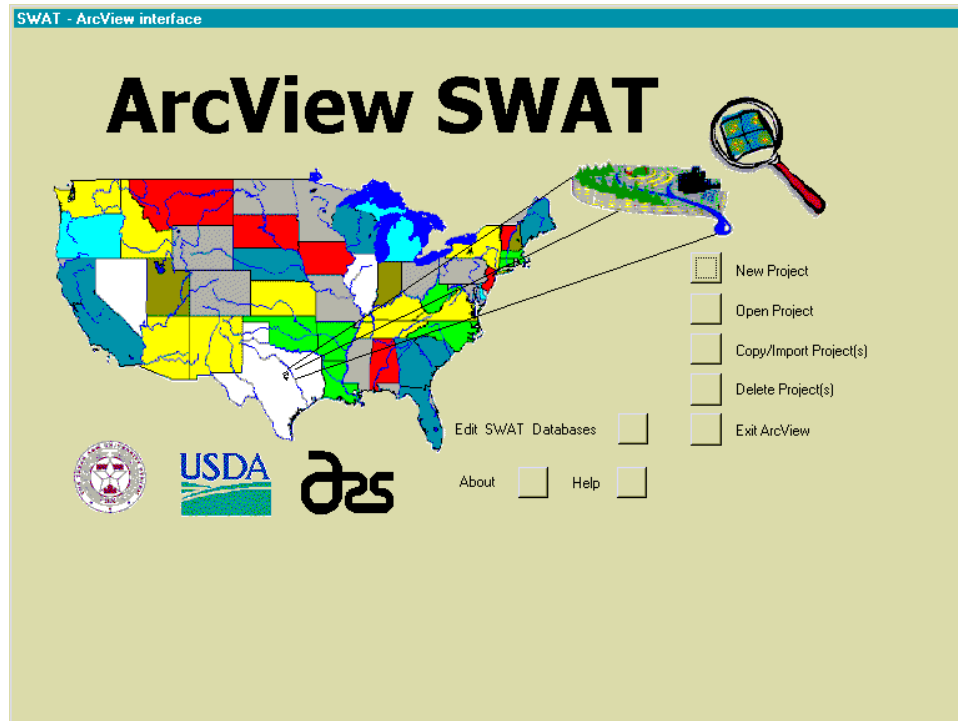 SWAT - ArcView interface
ArcView SWAT
New Project
Open Project
Copy/Import Project(s)
Delete Project(s)
Edit SWAT Databases
Exit ArcView
About
Help
USDA
ars